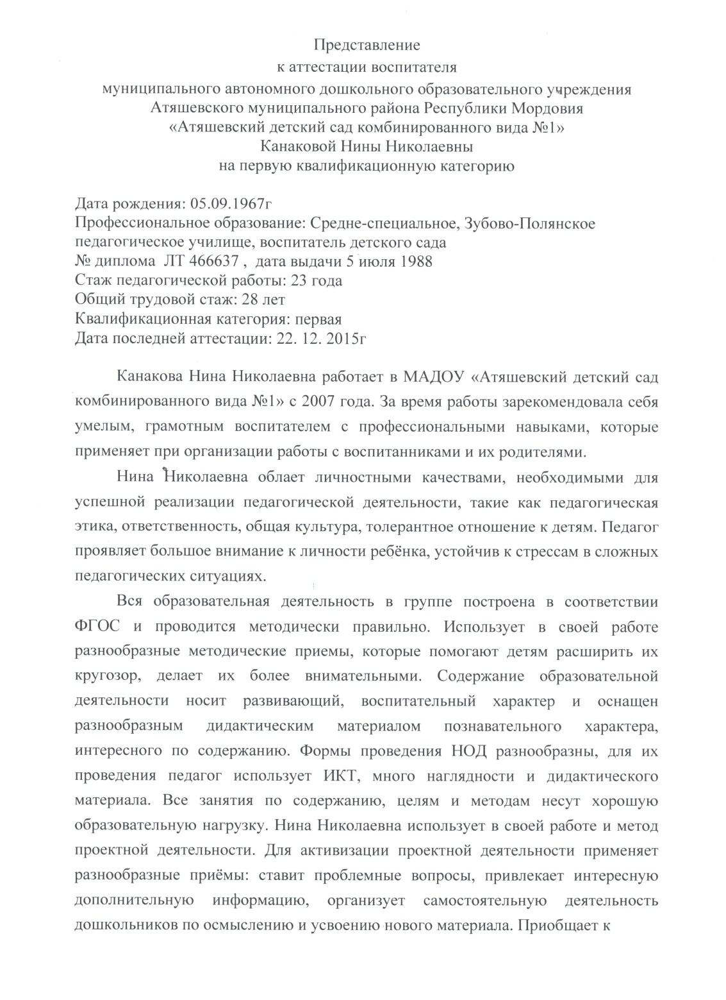 Представление
к аттестации воспитателя
муниципального автономного дошкольного образовательного учреждения
Атяшевского муниципального района Республики Мордовия
«Атяшевский детский сад комбинированного вида №1»
Канаковой Нины Николаевны
на первую квалификационную категорию
Дата рождения: 05.09.1967г
Профессиональное образование: Средне-специальное, Зубово-Полянское
педагогическое училище, воспитатель детского сада
№ диплома ЛТ 466637 , дата выдачи 5 июля 1988
Стаж педагогической работы: 23 года
Общий трудовой стаж: 28 лет
Квалификационная категория: первая
Дата последней аттестации: 22. 12. 2015г
Канакова Нина Николаевна работает в МАДОУ «Атяшевский детский сад
комбинированного вида №1» с 2007 года. За время работы зарекомендовала себя
умелым, грамотным воспитателем с профессиональными навыками, которые
применяет при организации работы с воспитанниками и их родителями.
Нина Николаевна облает личностными качествами, необходимыми для
успешной реализации педагогической деятельности, такие как педагогическая
этика, ответственность, общая культура, толерантное отношение к детям. Педагог
проявляет большое внимание к личности ребёнка, устойчив к стрессам в сложных
педагогических ситуациях.
Вся образовательная деятельность в группе построена в соответствии
ФГОС и проводится методически правильно. Использует в своей работе
разнообразные методические приемы, которые помогают детям расширить их
кругозор, делает их более внимательными. Содержание образовательной
деятельности носит развивающий, воспитательный характер и оснащен
разнообразным дидактическим материалом познавательного характера,
интересного по содержанию. Формы проведения НОД разнообразны, для их
проведения педагог использует ИКТ, много наглядности и дидактического
материала. Все занятия по содержанию, целям и методам несут хорошую
образовательную нагрузку. Нина Николаевна использует в своей работе и метод
проектной деятельности. Для активизации проектной деятельности применяет
разнообразные приёмы: ставит проблемные вопросы, привлекает интересную
дополнительную информацию, организует самостоятельную деятельность
дошкольников по осмыслению и усвоению нового материала. Приобщает к